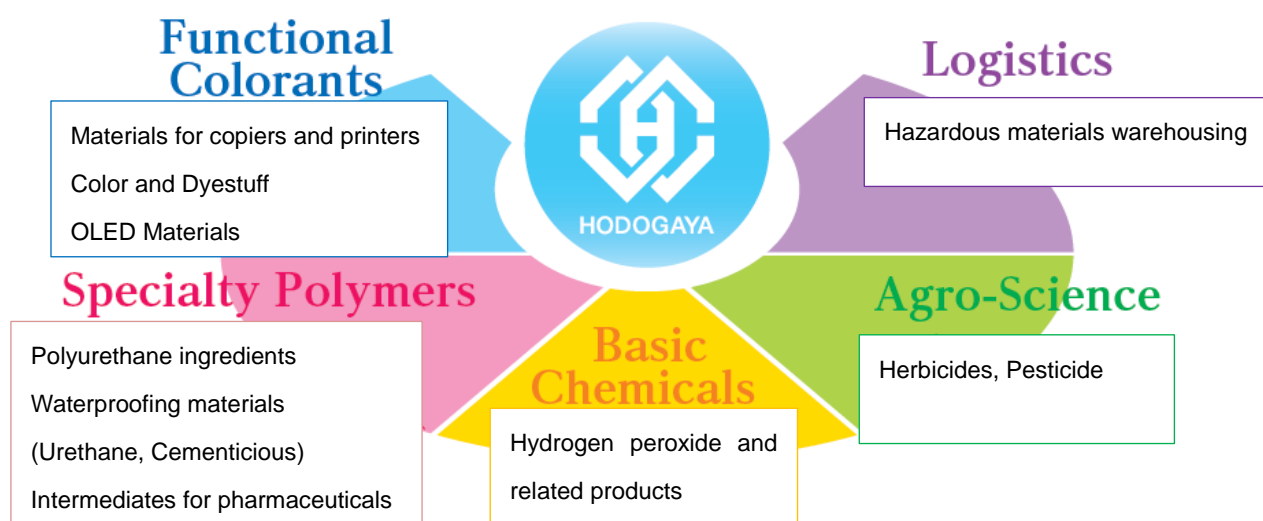 Functional
Colorants
Materials for copiers and printers
Color and Dyestuff
OLED Materials
HODOGAYA
Logistics
Hazardous materials warehousing
Specialty Polymers
Polyurethane ingredients
Waterproofing materials
(Urethane, Cementicious)
Intermediates for pharmaceuticals
Basic
Chemicals
Hydrogen peroxide and
related products
Agro-Science
Herbicides, Pesticide